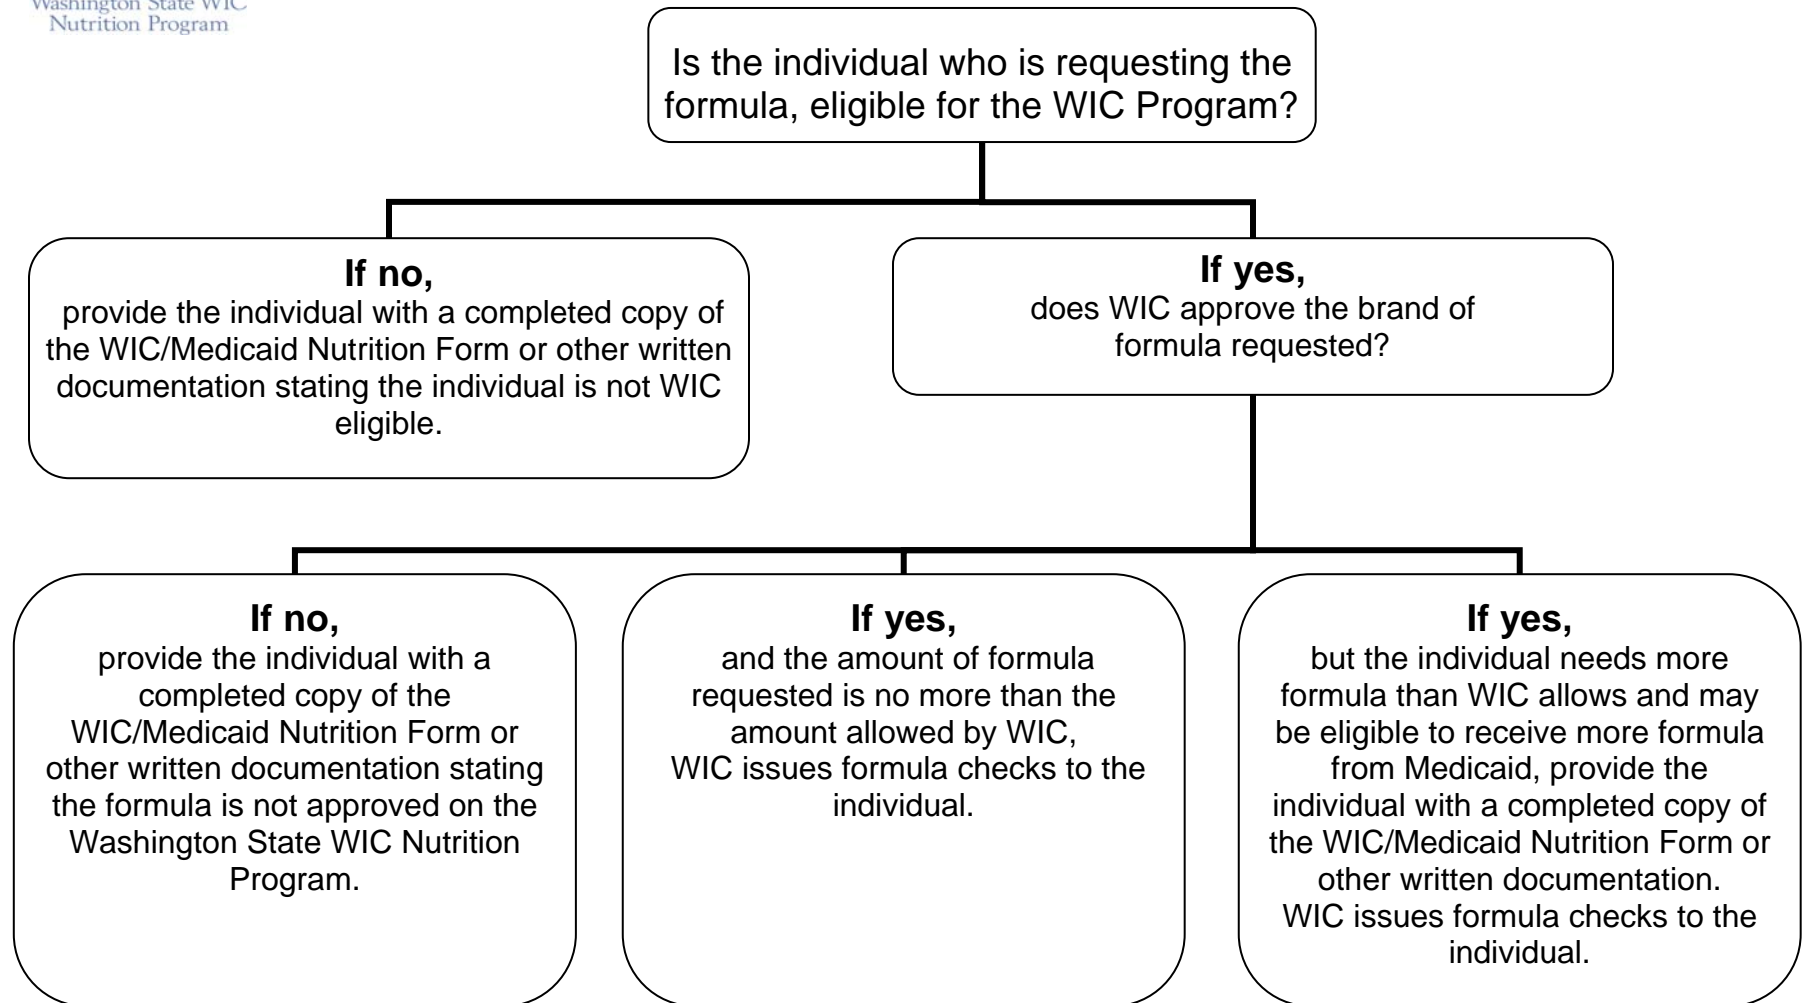 Washington State WIC
Nutrition Program
Is the individual who is requesting the
formula, eligible for the WIC Program?
If no,
provide the individual with a completed copy of
the WIC/Medicaid Nutrition Form or other written
documentation stating the individual is not WIC
eligible.
If yes,
does WIC approve the brand of
formula requested?
If no,
provide the individual with a
completed copy of the
WIC/Medicaid Nutrition Form or
other written documentation stating
the formula is not approved on the
Washington State WIC Nutrition
Program.
If yes,
and the amount of formula
requested is no more than the
amount allowed by WIC,
WIC issues formula checks to the
individual.
If yes,
but the individual needs more
formula than WIC allows and may
be eligible to receive more formula
from Medicaid, provide the
individual with a completed copy of
the WIC/Medicaid Nutrition Form or
other written documentation.
WIC issues formula checks to the
individual.